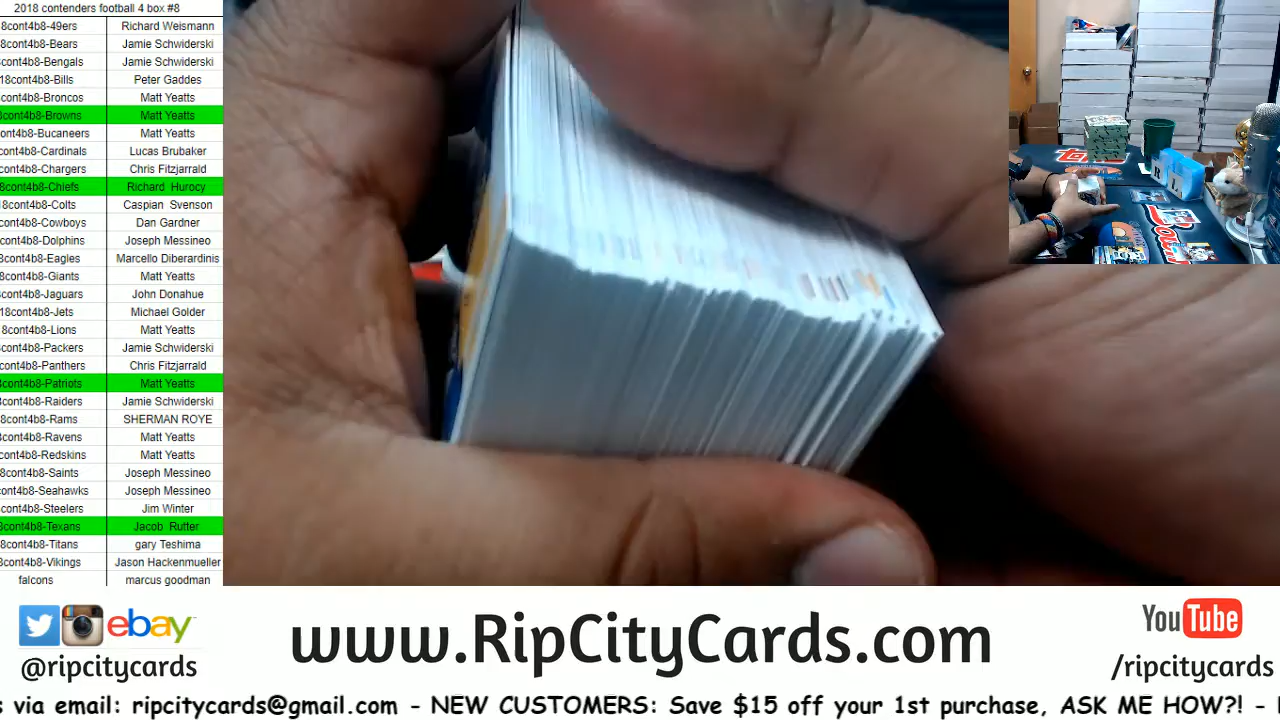 2018 contenders football 4 box #8
8cont4b8-49ers Richard Weismann
8cont4b8-Bears Jamie Schwiderski
cont4b8-Bengals Jamie Schwiderski
18cont4b8-Bills Peter Gaddes
cont4b8-Broncos Matt Yeatts
8cont4b8-Browns Matt Yeatts
ont4b8-Bucaneers Matt Yeatts
ont4b8-Cardinals Lucas Brubaker
cont4b8-Chargers Chris Fitzjarrald
8cont4b8-Chiefs Richard Hurocy
18cont4b8-Colts Caspian Svenson
cont4b8-Cowboys Dan Gardner
cont4b8-Dolphins Joseph Messineo
8cont4b8-Eagles Marcello Diberardinis
8cont4b8-Giants Matt Yeatts
cont4b8-Jaguars John Donahue
18cont4b8-Jets Michael Golder
8cont4b8-Lions Matt Yeatts
cont4b8-Packers Jamie Schwiderski
cont4b8-Panthers Chris Fitzjarrald
8cont4b8-Patriots Matt Yeatts
cont4b8-Raiders Jamie Schwiderski
8cont4b8-Rams SHERMAN ROYE
cont4b8-Ravens Matt Yeatts
cont4b8-Redskins Matt Yeatts
8cont4b8-Saints Joseph Messineo
ont4b8-Seahawks Joseph Messineo
cont4b8-Steelers Jim Winter
8cont4b8-Texans Jacob Rutter
8cont4b8-Titans gary Teshima
cont4b8-Vikings Jason Hackenmueller
falcons marcus goodman
ebay
@ripcitycards
www.RipCityCards.com
YouTube
/ripcitycards
s via email: ripcitycards@gmail.com - NEW CUSTOMERS: Save $15 off your 1st purchase, ASK ME HOW?! -